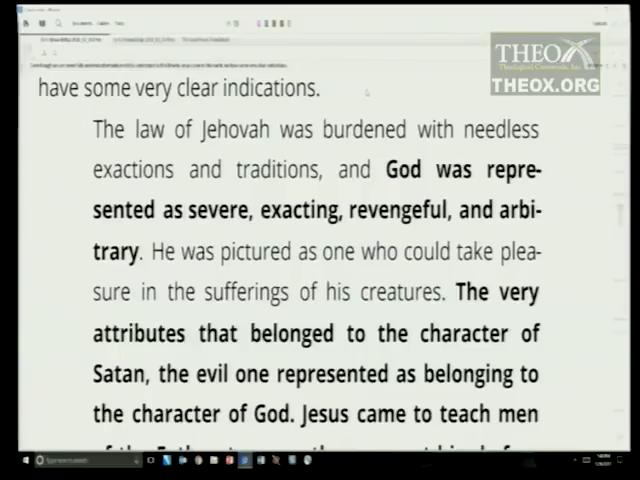 THEOX
THEOX.ORG
have some very clear indications.
The law of Jehovah was burdened with needless
exactions and traditions, and God was repre-
sented as severe, exacting, revengeful, and arbi-
trary. He was pictured as one who could take plea-
sure in the sufferings of his creatures. The very
attributes that belonged to the character of
Satan, the evil one represented as belonging to
the character of God. Jesus came to teach men